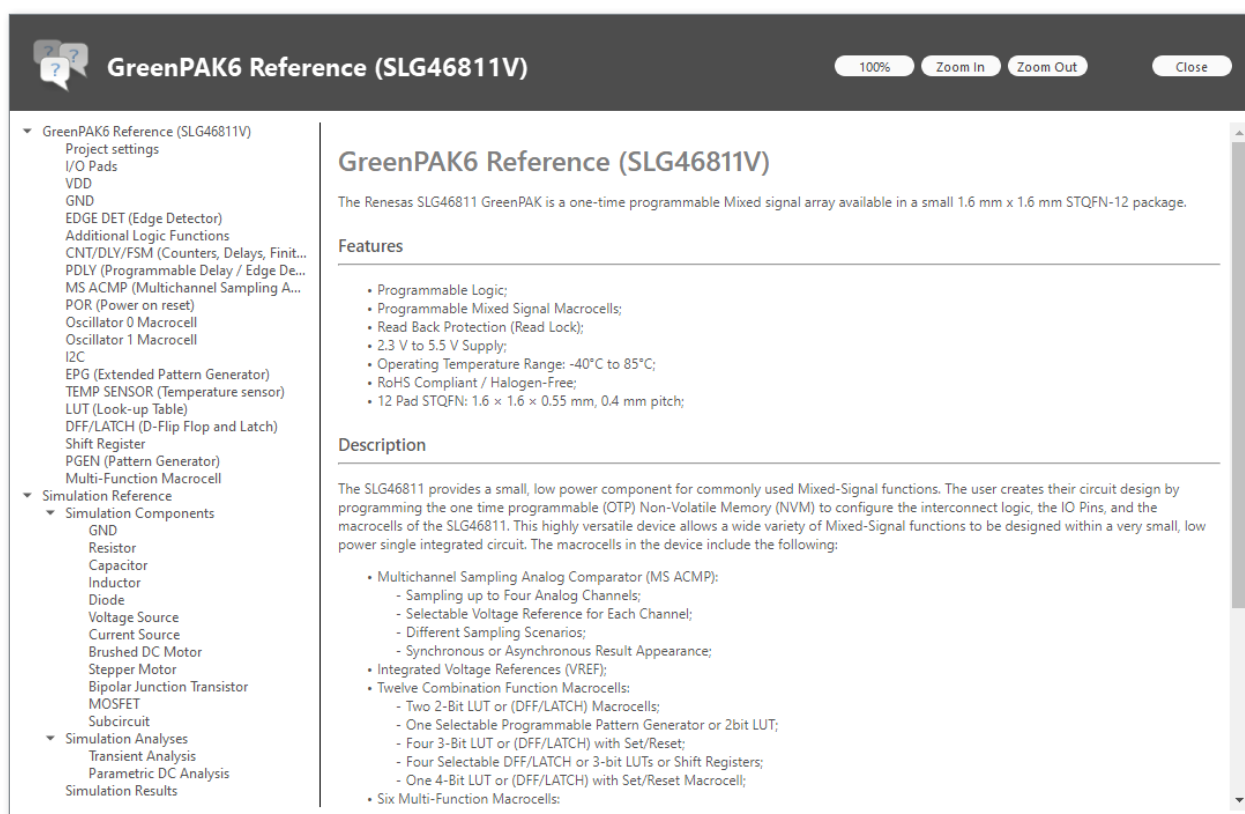 GreenPAK6 Reference (SLG46811V)
100%
Zoom In
Zoom Out
Close
GreenPAK6 Reference (SLG46811V)
Project settings
I/O Pads
VDD
GND
EDGE DET (Edge Detector)
Additional Logic Functions
CNT/DLY/FSM (Counters, Delays, Finit...
PDLY (Programmable Delay / Edge De...
MS ACMP (Multichannel Sampling A...
POR (Power on reset)
Oscillator 0 Macrocell
Oscillator 1 Macrocell
I2C
EPG (Extended Pattern Generator)
TEMP SENSOR (Temperature sensor)
LUT (Look-up Table)
DFF/LATCH (D-Flip Flop and Latch)
Shift Register
PGEN (Pattern Generator)
Multi-Function Macrocell
Simulation Reference
Simulation Components
GND
Resistor
Capacitor
Inductor
Diode
Voltage Source
Current Source
Brushed DC Motor
Stepper Motor
Bipolar Junction Transistor
MOSFET
Subcircuit
Simulation Analyses
Transient Analysis
Parametric DC Analysis
Simulation Results
GreenPAK6 Reference (SLG46811V)
The Renesas SLG46811 GreenPAK is a one-time programmable Mixed signal array available in a small 1.6 mm x 1.6 mm STQFN-12 package.
Features
• Programmable Logic;
• Programmable Mixed Signal Macrocells;
• Read Back Protection (Read Lock);
• 2.3 V to 5.5 V Supply;
• Operating Temperature Range: -40°C to 85°C;
• RoHS Compliant / Halogen-Free;
• 12 Pad STQFN: 1.6 × 1.6 × 0.55 mm, 0.4 mm pitch;
Description
The SLG46811 provides a small, low power component for commonly used Mixed-Signal functions. The user creates their circuit design by
programming the one time programmable (OTP) Non-Volatile Memory (NVM) to configure the interconnect logic, the IO Pins, and the
macrocells of the SLG46811. This highly versatile device allows a wide variety of Mixed-Signal functions to be designed within a very small, low
power single integrated circuit. The macrocells in the device include the following:
• Multichannel Sampling Analog Comparator (MS ACMP):
- Sampling up to Four Analog Channels;
- Selectable Voltage Reference for Each Channel;
- Different Sampling Scenarios;
- Synchronous or Asynchronous Result Appearance;
• Integrated Voltage References (VREF);
• Twelve Combination Function Macrocells:
- Two 2-Bit LUT or (DFF/LATCH) Macrocells;
- One Selectable Programmable Pattern Generator or 2bit LUT;
- Four 3-Bit LUT or (DFF/LATCH) with Set/Reset;
- Four Selectable DFF/LATCH or 3-bit LUTs or Shift Registers;
- One 4-Bit LUT or (DFF/LATCH) with Set/Reset Macrocell;
• Six Multi-Function Macrocells: